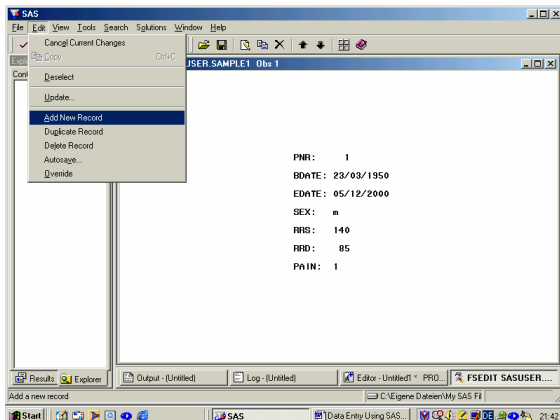 SAS
File Edit View Tools Search Solutions Window Help
Cancel Current Changes
Copy Ctrl+C
Deselect
Update...
Add New Record
Duplicate Record
Delete Record
Autosave...
Override
USER.SAMPLE1 Obs 1
PNR: 1
BDATE: 23/03/1950
EDATE: 05/12/2000
SEX: m
RRS: 140
RRD: 85
PAIN: 1
Results Explorer Output - (Untitled) Log - (Untitled) Editor - Untitled1 * PRO... FSEDIT SASUSER....
Add a new record C:\Eigene Dateien\My SAS Fil
Start SAS Data Entry Using SAS... DE 21:42